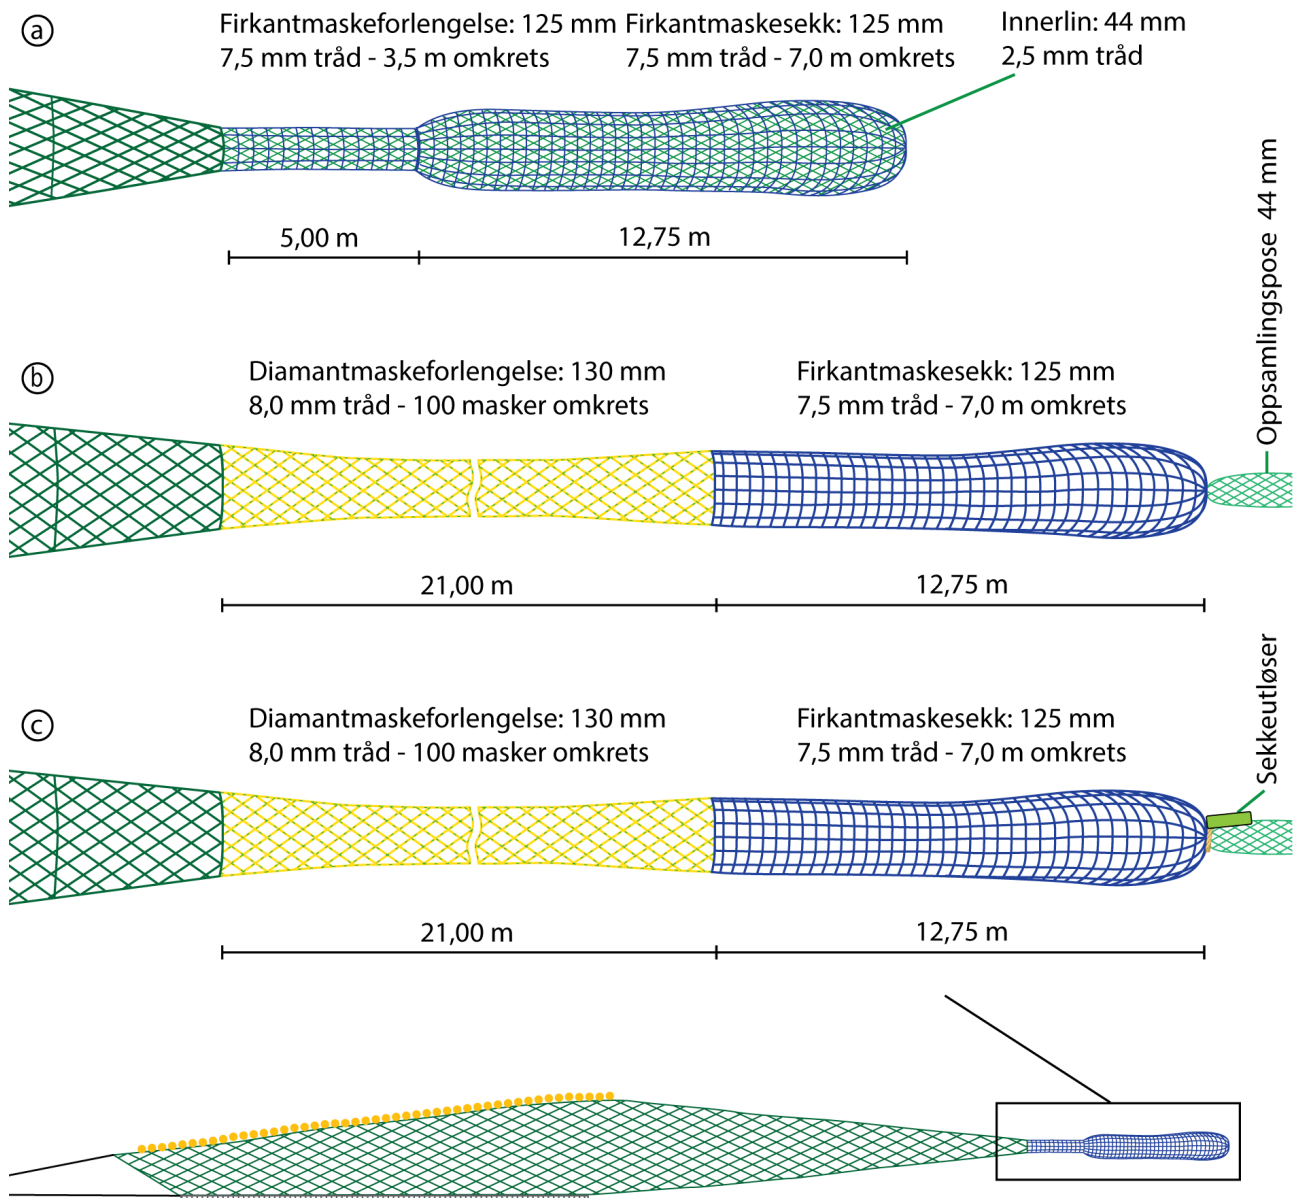 a
Firkantmaskeforlengelse: 125 mm
7,5 mm tråd - 3,5 m omkrets
Firkantmaskesekk: 125 mm
7,5 mm tråd - 7,0 m omkrets
Innerlin: 44 mm
2,5 mm tråd
5,00 m
12,75 m
b
Diamantmaskeforlengelse: 130 mm
8,0 mm tråd - 100 masker omkrets
Firkantmaskesekk: 125 mm
7,5 mm tråd - 7,0 m omkrets
Oppsamlingspose 44 mm
21,00 m
12,75 m
c
Diamantmaskeforlengelse: 130 mm
8,0 mm tråd - 100 masker omkrets
Firkantmaskesekk: 125 mm
7,5 mm tråd - 7,0 m omkrets
Sekkeutløser
21,00 m
12,75 m